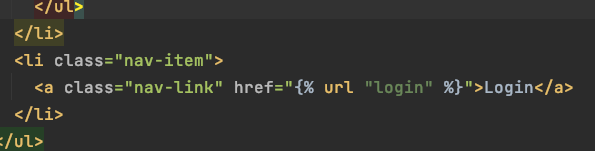 </ul>
</li>
<li class="nav-item">
<a class="nav-link" href="{% url "login" %}">Login</a>
</li>
</ul>